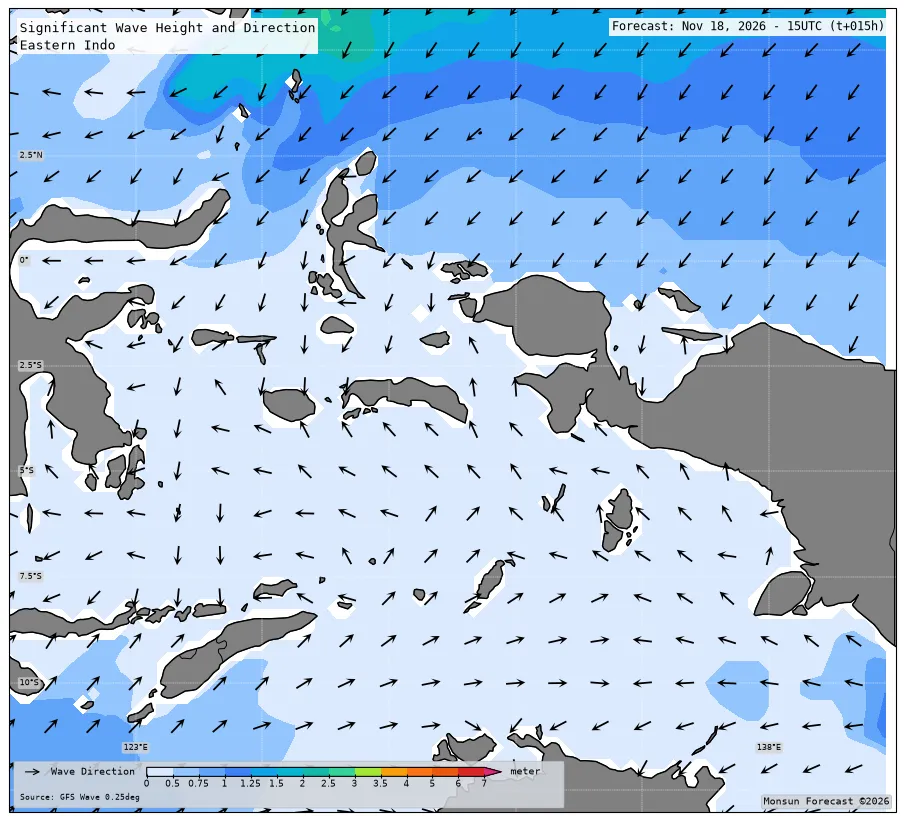 Significant Wave Height and Direction
Eastern Indo
Forecast: Nov 18, 2026 - 15UTC (t+015h)
2.5°N
0°
2.5°S
5°S
7.5°S
10°S
123°E
138°E
Wave Direction
meter
0 0.5 0.75 1 1.25 1.5 2 2.5 3 3.5 4 5 6 7
Source: GFS Wave 0.25deg
Monsun Forecast ©2026